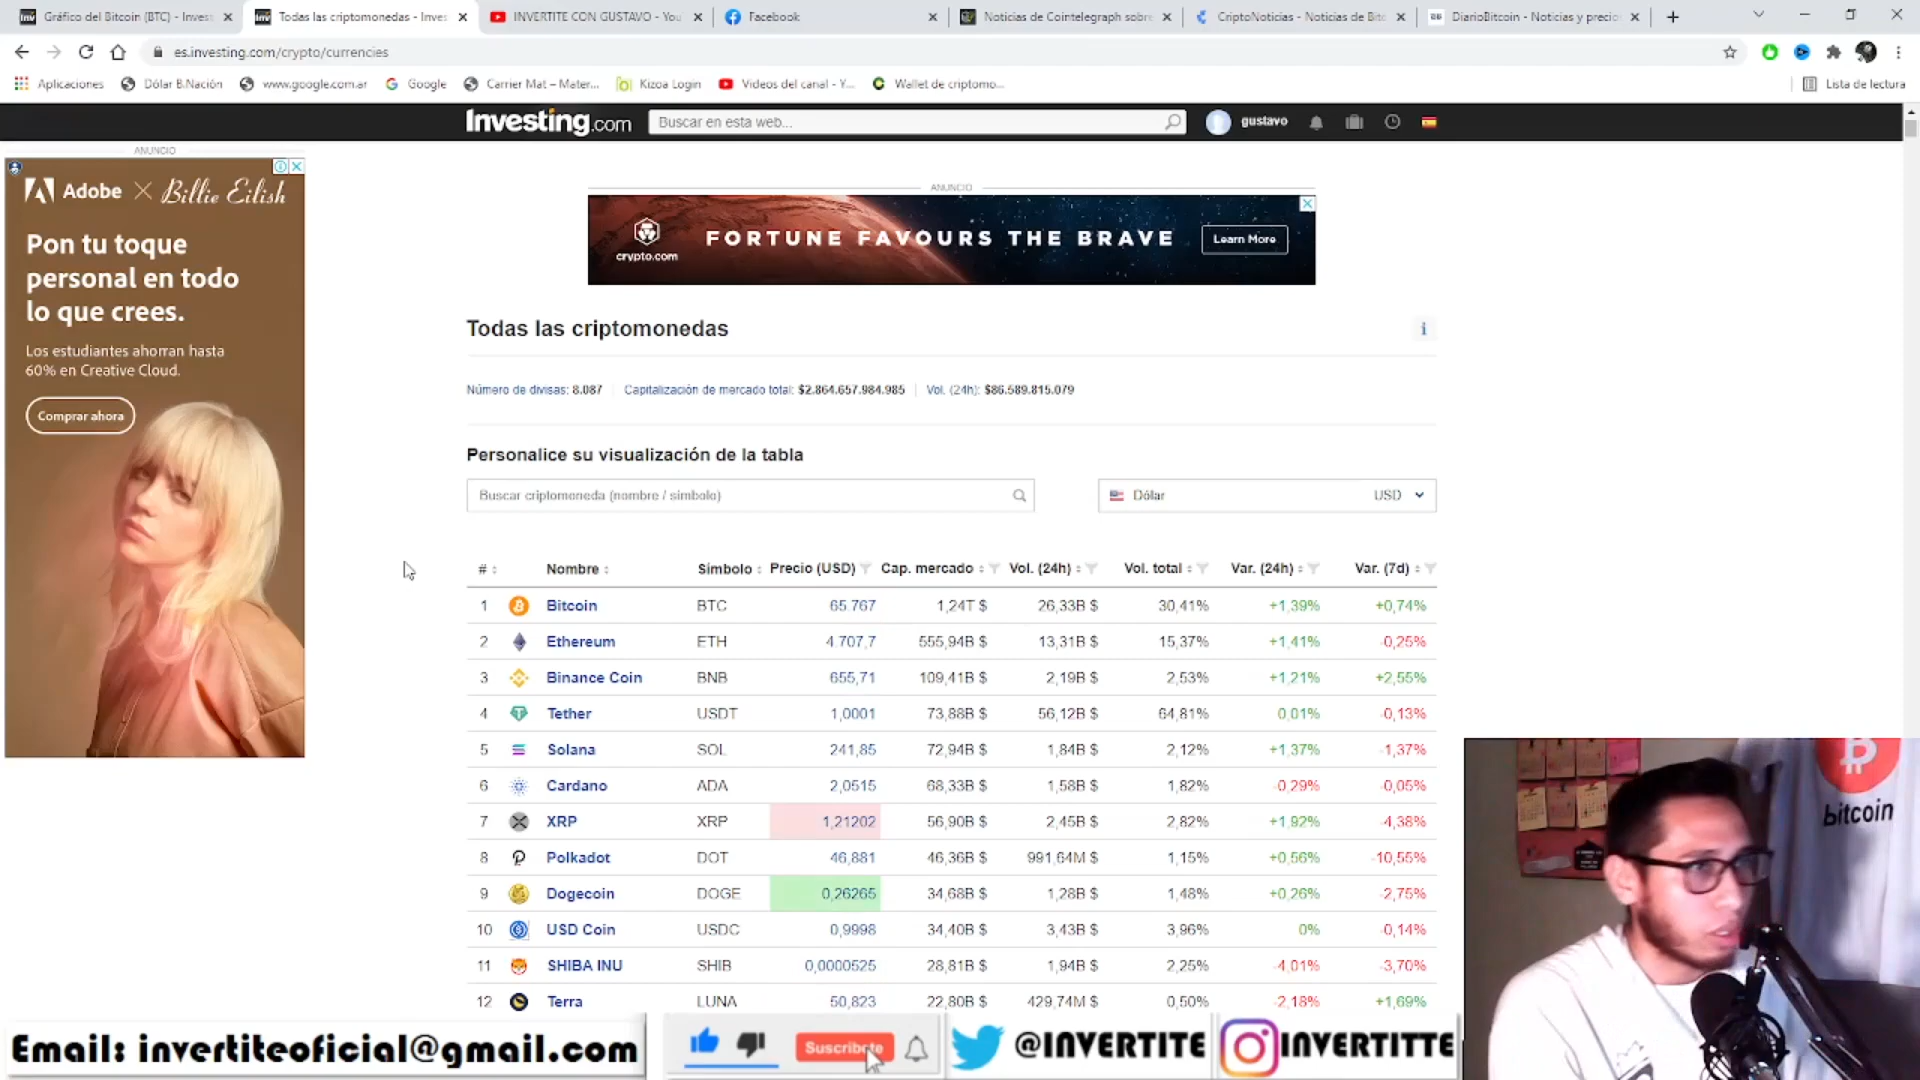 Gráfico del Bitcoin (BTC) - Invest
Todas las criptomonedas - Inves
INVERTITE CON GUSTAVO - You
Facebook
Noticias de Cointelegraph sobre
CriptoNoticias - Noticias de Bitc
DiarioBitcoin - Noticias y precio
es.investing.com/crypto/currencies
Aplicaciones
Dólar B.Nación
www.google.com.ar
Google
Carrier Mat – Mater...
Kizoa Login
Videos del canal - Y...
Wallet de criptomo...
Lista de lectura
Investing.com
Buscar en esta web...
gustavo
ANUNCIO
Adobe × Billie Eilish
Pon tu toque
personal en todo
lo que crees.
Los estudiantes ahorran hasta
60% en Creative Cloud.
Comprar ahora
ANUNCIO
crypto.com
FORTUNE FAVOURS THE BRAVE
Learn More
Todas las criptomonedas
Número de divisas: 8.087 Capitalización de mercado total: $2.864.657.984.985 Vol. (24h): $86.589.815.079
Personalice su visualización de la tabla
Buscar criptomoneda (nombre / símbolo)
Dólar USD
# Nombre Símbolo Precio (USD) Cap. mercado Vol. (24h) Vol. total Var. (24h) Var. (7d)
1 Bitcoin BTC 65.767 1,24T $ 26,33B $ 30,41% +1,39% +0,74%
2 Ethereum ETH 4.707,7 555,94B $ 13,31B $ 15,37% +1,41% -0,25%
3 Binance Coin BNB 655,71 109,41B $ 2,19B $ 2,53% +1,21% +2,55%
4 Tether USDT 1,0001 73,88B $ 56,12B $ 64,81% 0,01% -0,13%
5 Solana SOL 241,85 72,94B $ 1,84B $ 2,12% +1,37% -1,37%
6 Cardano ADA 2,0515 68,33B $ 1,58B $ 1,82% -0,29% -0,05%
7 XRP XRP 1,21202 56,90B $ 2,45B $ 2,82% +1,92% -4,38%
8 Polkadot DOT 46,881 46,36B $ 991,64M $ 1,15% +0,56% -10,55%
9 Dogecoin DOGE 0,26265 34,68B $ 1,28B $ 1,48% +0,26% -2,75%
10 USD Coin USDC 0,9998 34,40B $ 3,43B $ 3,96% 0% -0,14%
11 SHIBA INU SHIB 0,0000525 28,81B $ 1,94B $ 2,25% -4,01% -3,70%
12 Terra LUNA 50,823 22,80B $ 429,74M $ 0,50% -2,18% +1,69%
bitcoin
Email: invertiteoficial@gmail.com
Suscribete
@INVERTITE
INVERTITTE